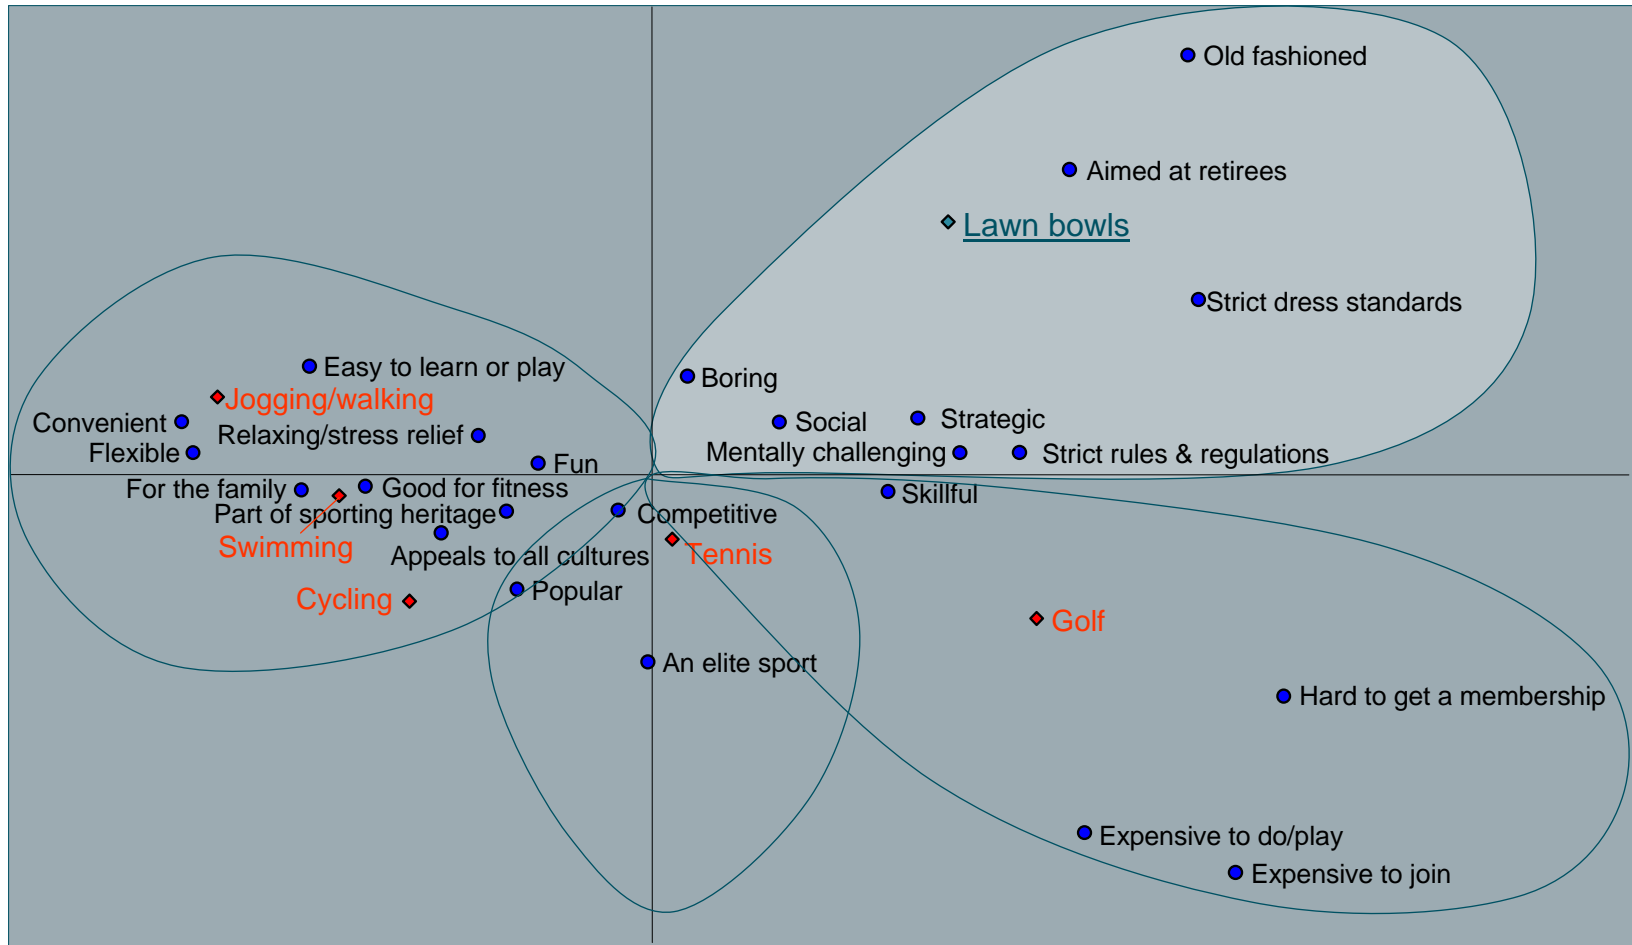 Old fashioned
Aimed at retirees
Lawn bowls
Strict dress standards
Easy to learn or play
Boring
Jogging/walking
Convenient
Social
Strategic
Relaxing/stress relief
Flexible
Mentally challenging
Strict rules & regulations
Fun
For the family
Good for fitness
Skillful
Part of sporting heritage
Competitive
Swimming
Appeals to all cultures
Tennis
Popular
Cycling
Golf
An elite sport
Hard to get a membership
Expensive to do/play
Expensive to join